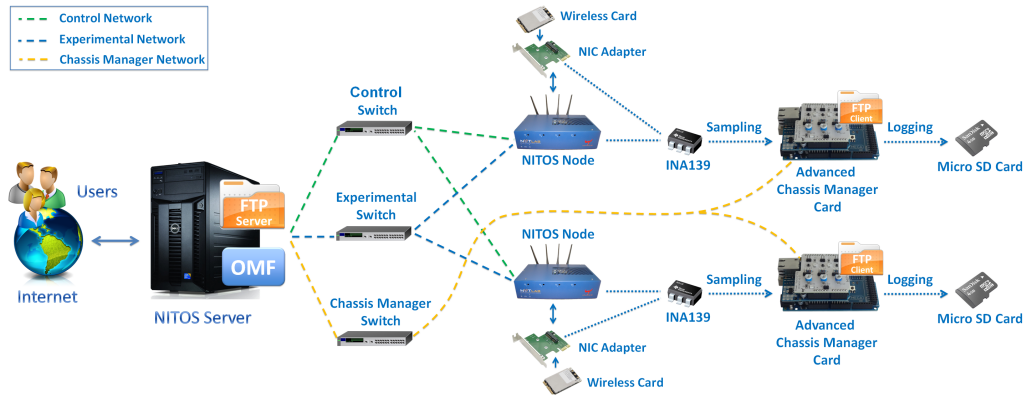 Control Network
Experimental Network
Chassis Manager Network
Wireless Card
NIC Adapter
Control
Switch
NITOS Node
INA139
Sampling
FTP
Client
Logging
Micro SD Card
Advanced
Chassis Manager
Card
Users
Internet
FTP
Server
OMF
NITOS Server
Experimental
Switch
Chassis Manager
Switch
NITOS Node
INA139
Sampling
FTP
Client
Logging
Micro SD Card
Advanced
Chassis Manager
Card
NIC Adapter
Wireless Card